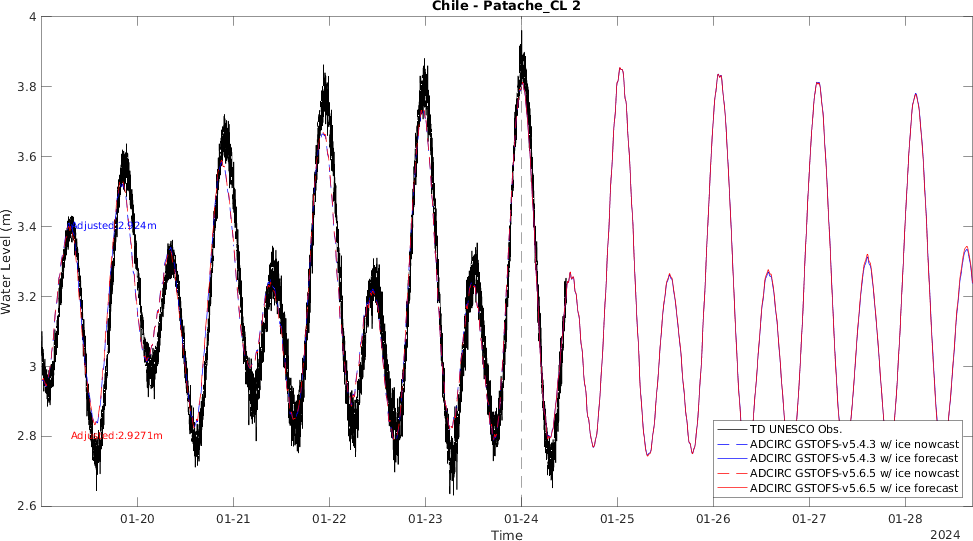 Chile - Patache_CL 2
4
3.8
3.6
3.4
3.2
3
2.8
2.6
Water Level (m)
Adjusted:2.924m
Adjusted:2.9271m
TD UNESCO Obs.
ADCIRC GSTOFS-v5.4.3 w/ ice nowcast
ADCIRC GSTOFS-v5.4.3 w/ ice forecast
ADCIRC GSTOFS-v5.6.5 w/ ice nowcast
ADCIRC GSTOFS-v5.6.5 w/ ice forecast
01-20 01-21 01-22 01-23 01-24 01-25 01-26 01-27 01-28
Time
2024